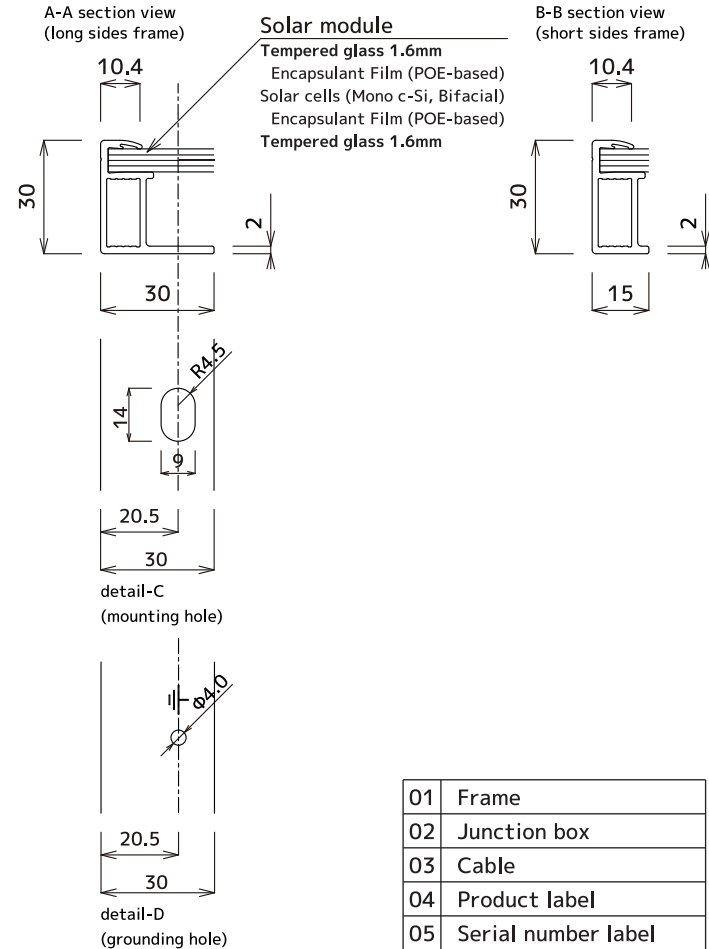 A-A section view
(long sides frame)
Solar module
Tempered glass 1.6mm
Encapsulant Film (POE-based)
Solar cells (Mono c-Si, Bifacial)
Encapsulant Film (POE-based)
Tempered glass 1.6mm
B-B section view
(short sides frame)
10.4
30
2
30
10.4
30
2
15
R4.5
14
9
20.5
30
detail-C
(mounting hole)
Φ4.0
20.5
30
detail-D
(grounding hole)
01 Frame
02 Junction box
03 Cable
04 Product label
05 Serial number label